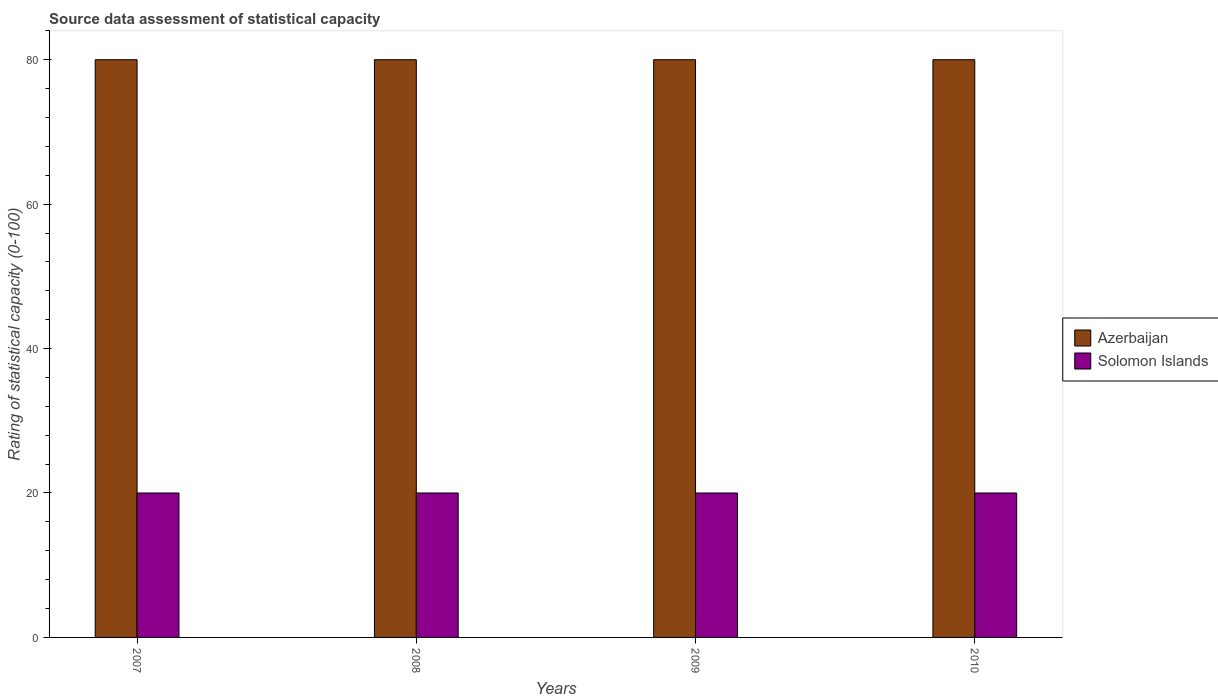 Source data assessment of statistical capacity
Rating of statistical capacity (0-100)
80
60
40
20
0
2007
2008
2009
2010
Years
Azerbaijan
Solomon Islands